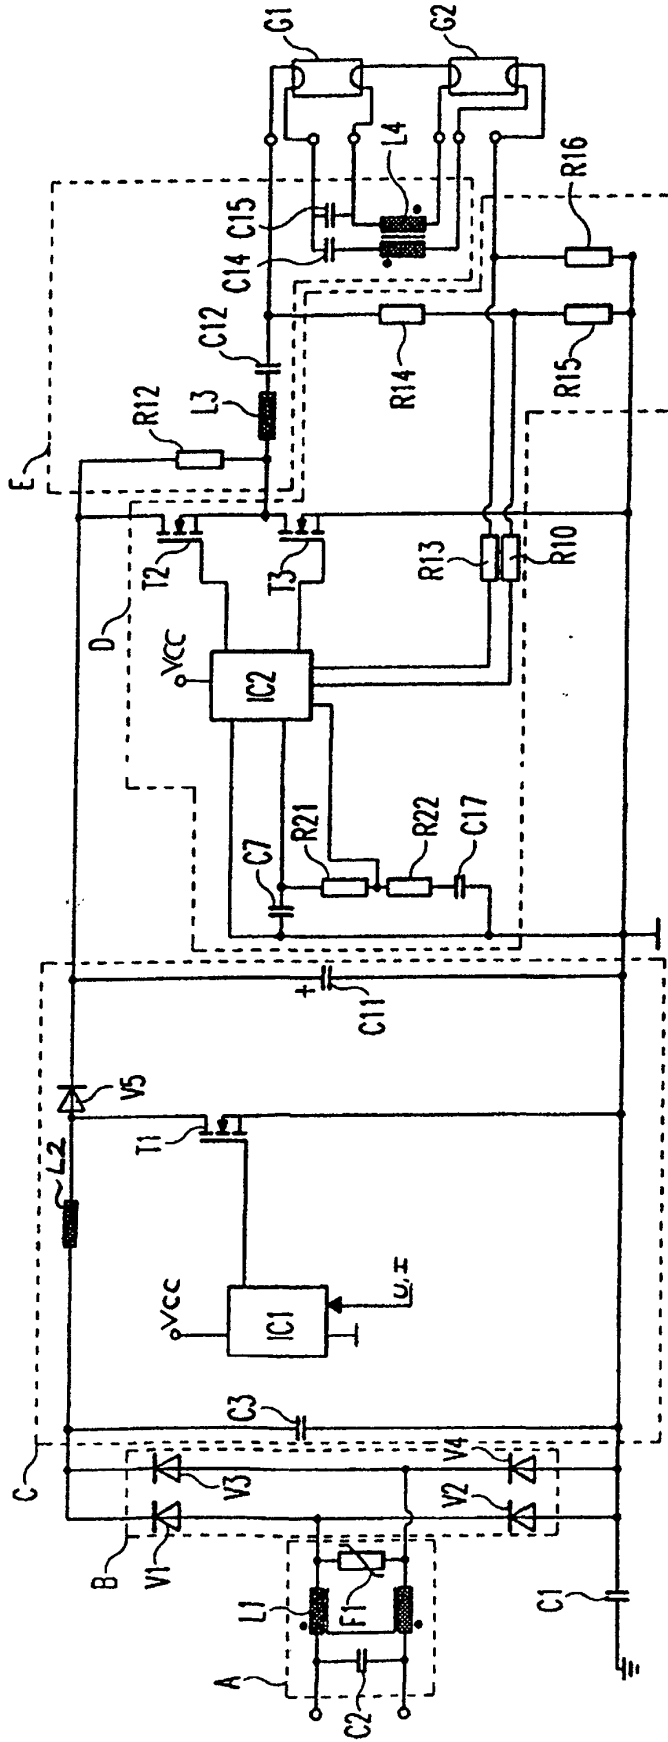 A
L1
C2
F1
B
V1
V3
V2
V4
C1
C
C3
VCC
IC1
U,I
L2
V5
T1
C11
D
VCC
IC2
C7
R21
R22
C17
T2
T3
R13
R10
E
R12
L3
C12
C14
C15
L4
R14
R15
R16
G1
G2
+